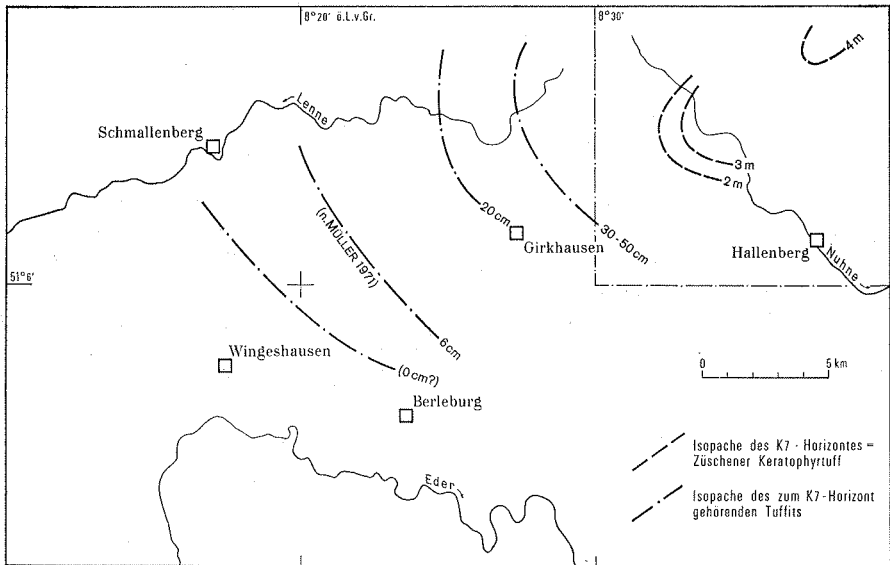 8°20' ö.L.v.Gr.
8°30'
4m
Lenne
Schmallenberg
3m
2m
20cm
30-50cm
Girkhausen
Hallenberg
Nuhne
(n.MÜLLER 1971)
51°6'
6cm
Wingeshausen
(0cm?)
0 5km
Berleburg
Isopache des K7-Horizontes =
Züschener Keratophyrtuff
Eder
Isopache des zum K7-Horizont
gehörenden Tuffits